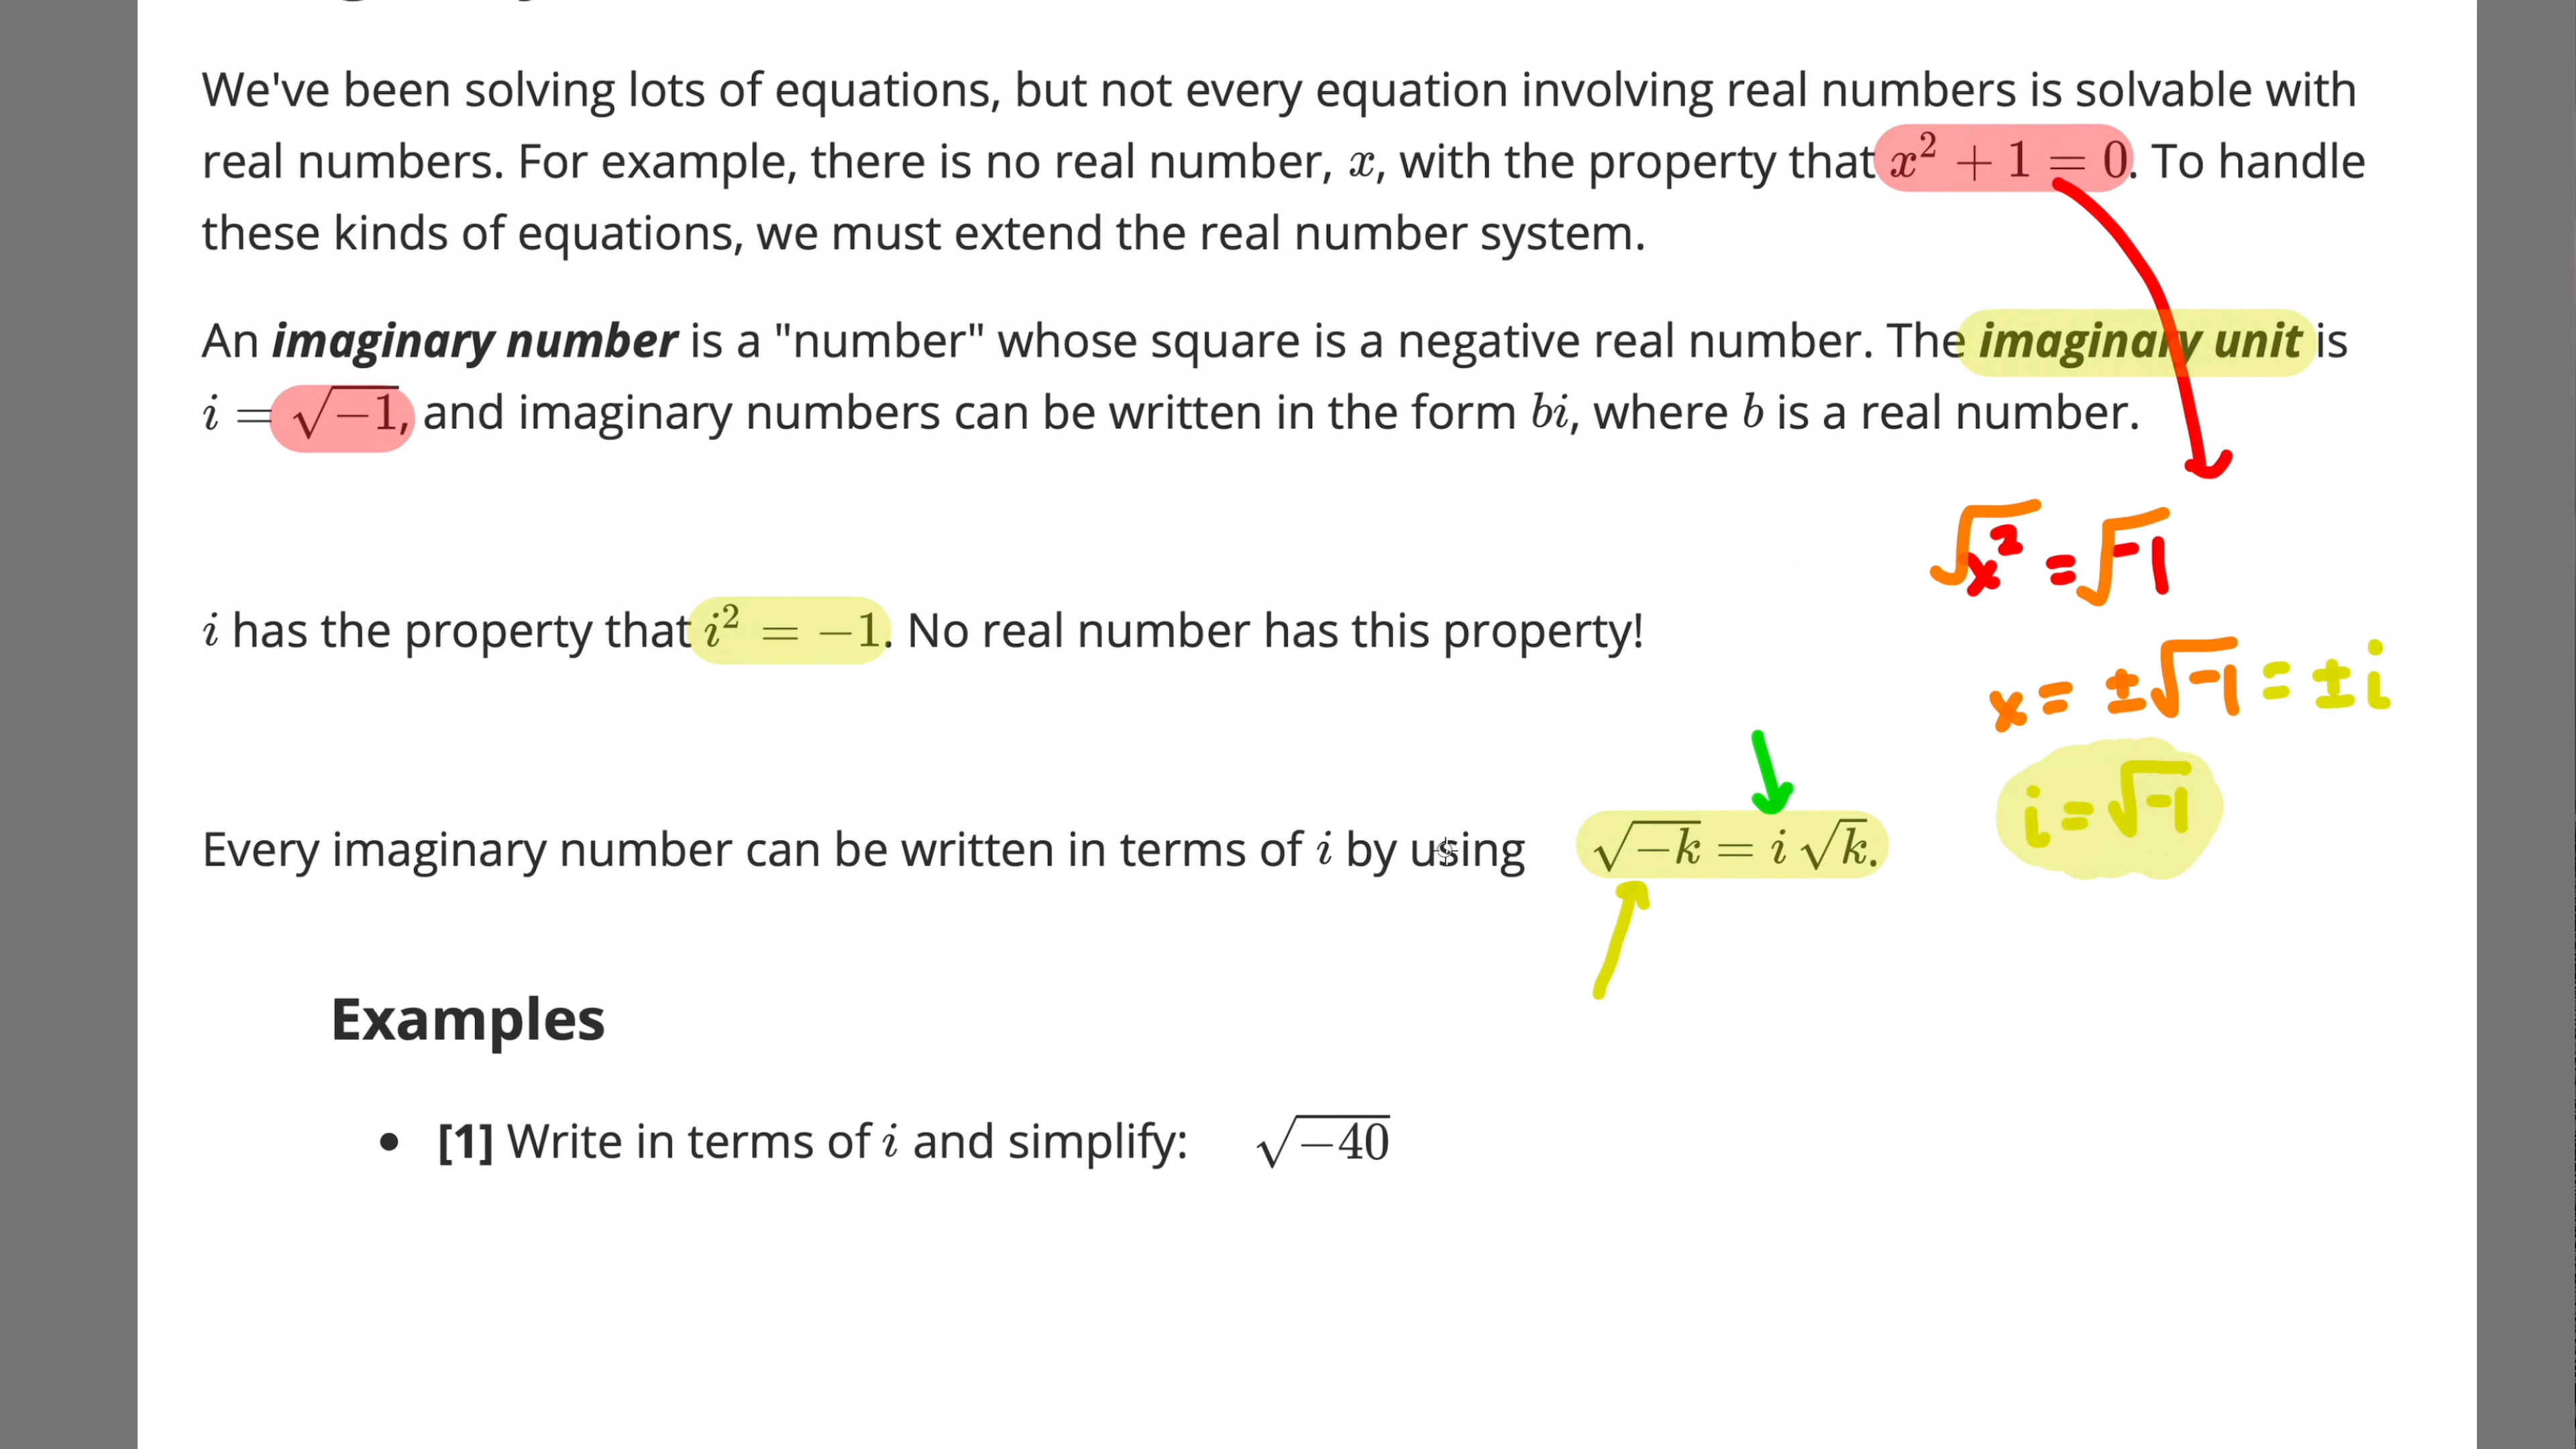 We've been solving lots of equations, but not every equation involving real numbers is solvable with
real numbers. For example, there is no real number, x, with the property that x² + 1 = 0. To handle
these kinds of equations, we must extend the real number system.
An imaginary number is a "number" whose square is a negative real number. The imaginary unit is
i = √−1, and imaginary numbers can be written in the form bi, where b is a real number.
√x² = √−1
i has the property that i² = −1. No real number has this property!
x = ±√−1 = ±i
i = √−1
Every imaginary number can be written in terms of i by using √−k = i √k.
Examples
• [1] Write in terms of i and simplify: √−40